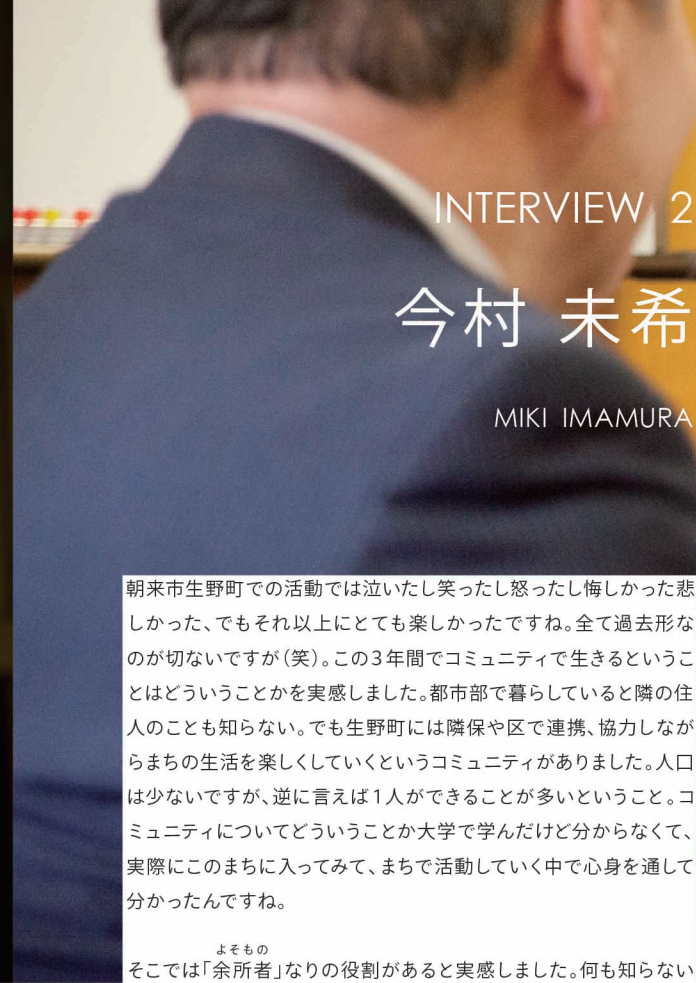 INTERVIEW 2
今村 未希
MIKI IMAMURA
朝来市生野町での活動では泣いたし笑ったし怒ったし悔しかった悲
しかった、でもそれ以上にとても楽しかったですね。全て過去形な
のが切ないですが（笑）。この3年間でコミュニティで生きるというこ
とはどういうことかを実感しました。都市部で暮らしていると隣の住
人のことも知らない。でも生野町には隣保や区で連携、協力しなが
らまちの生活を楽しくしていくというコミュニティがありました。人口
は少ないですが、逆に言えば1人ができることが多いということ。コ
ミュニティについてどういうことか大学で学んだけど分からなくて、
実際にこのまちに入ってみて、まちで活動していく中で心身を通して
分かったんですね。
よそもの
そこでは「余所者」なりの役割があると実感しました。何も知らない